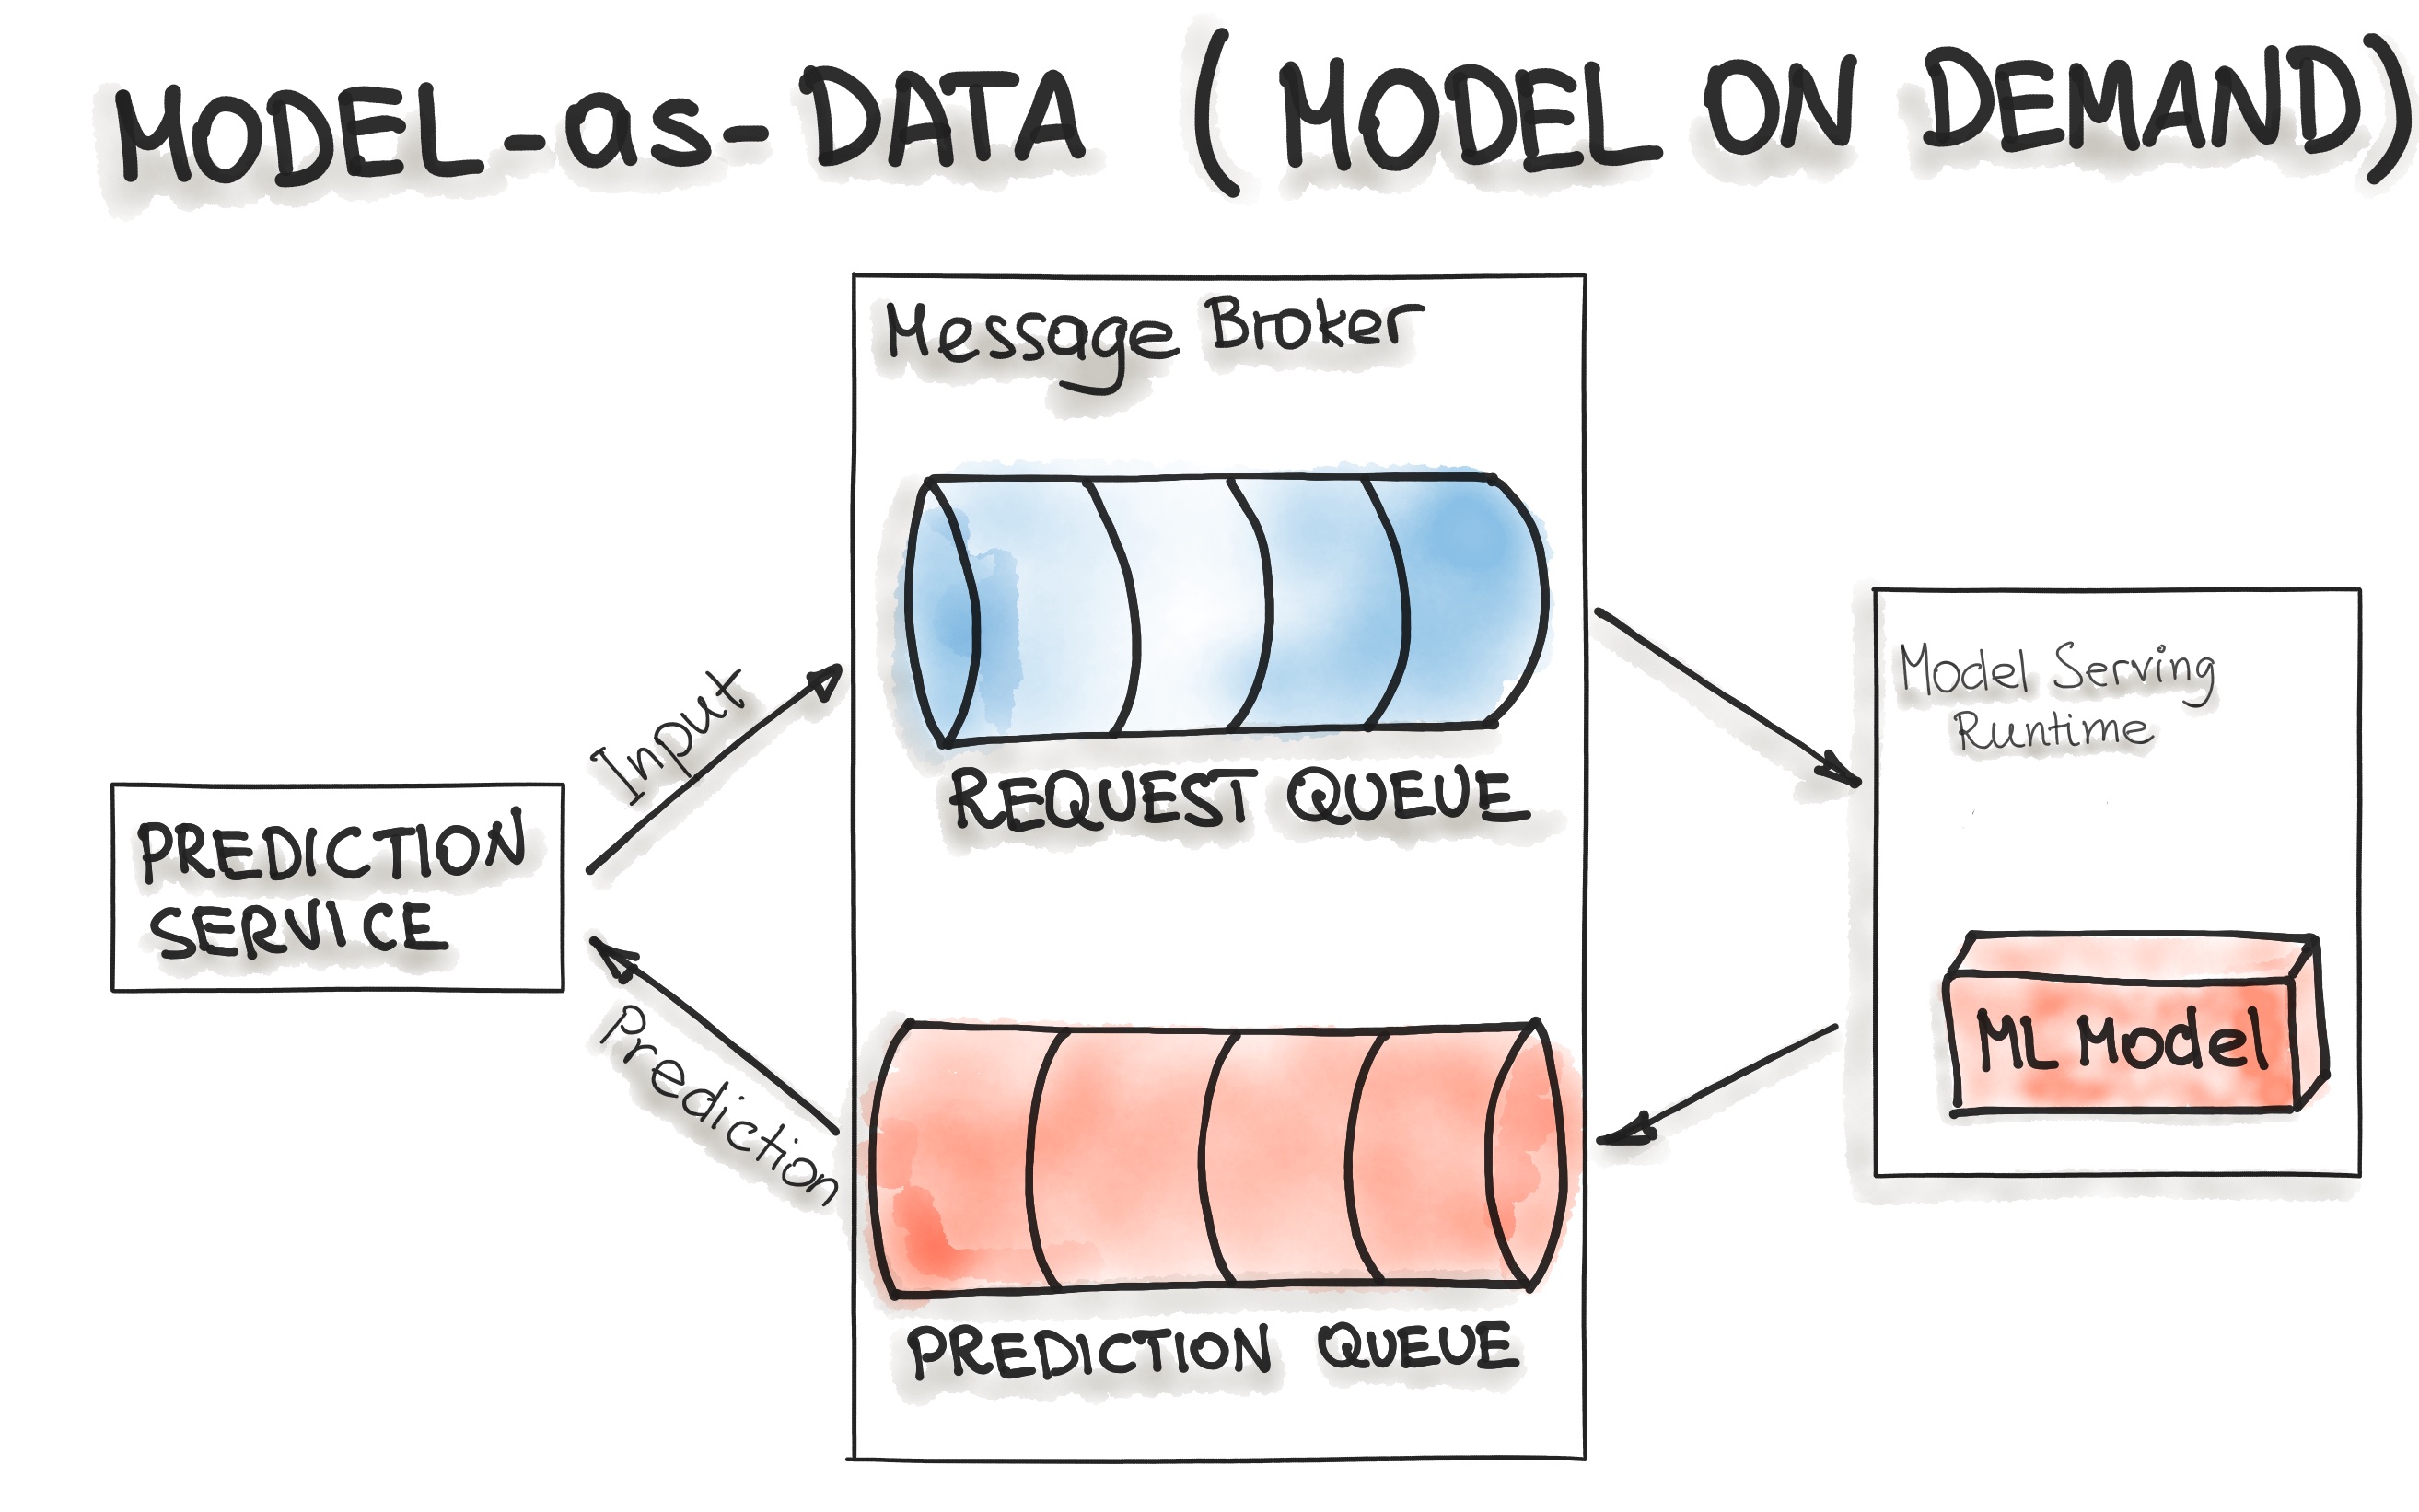 MODEL-as-DATA (MODEL ON DEMAND)
Message Broker
REQUEST QUEUE
Input
PREDICTION
SERVICE
Prediction
PREDICTION QUEUE
Model Serving
Runtime
ML Model